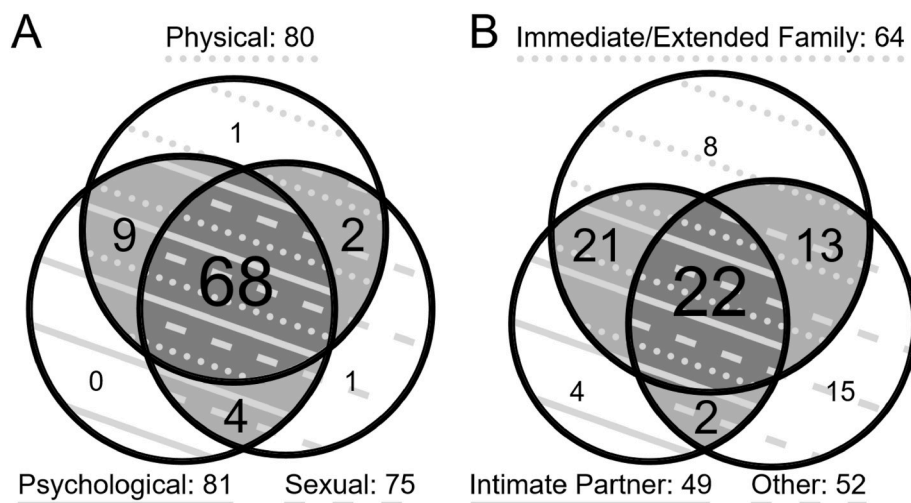 A
Physical: 80
1
9
2
68
0
1
4
Psychological: 81
Sexual: 75
B
Immediate/Extended Family: 64
8
21
13
22
4
15
2
Intimate Partner: 49
Other: 52